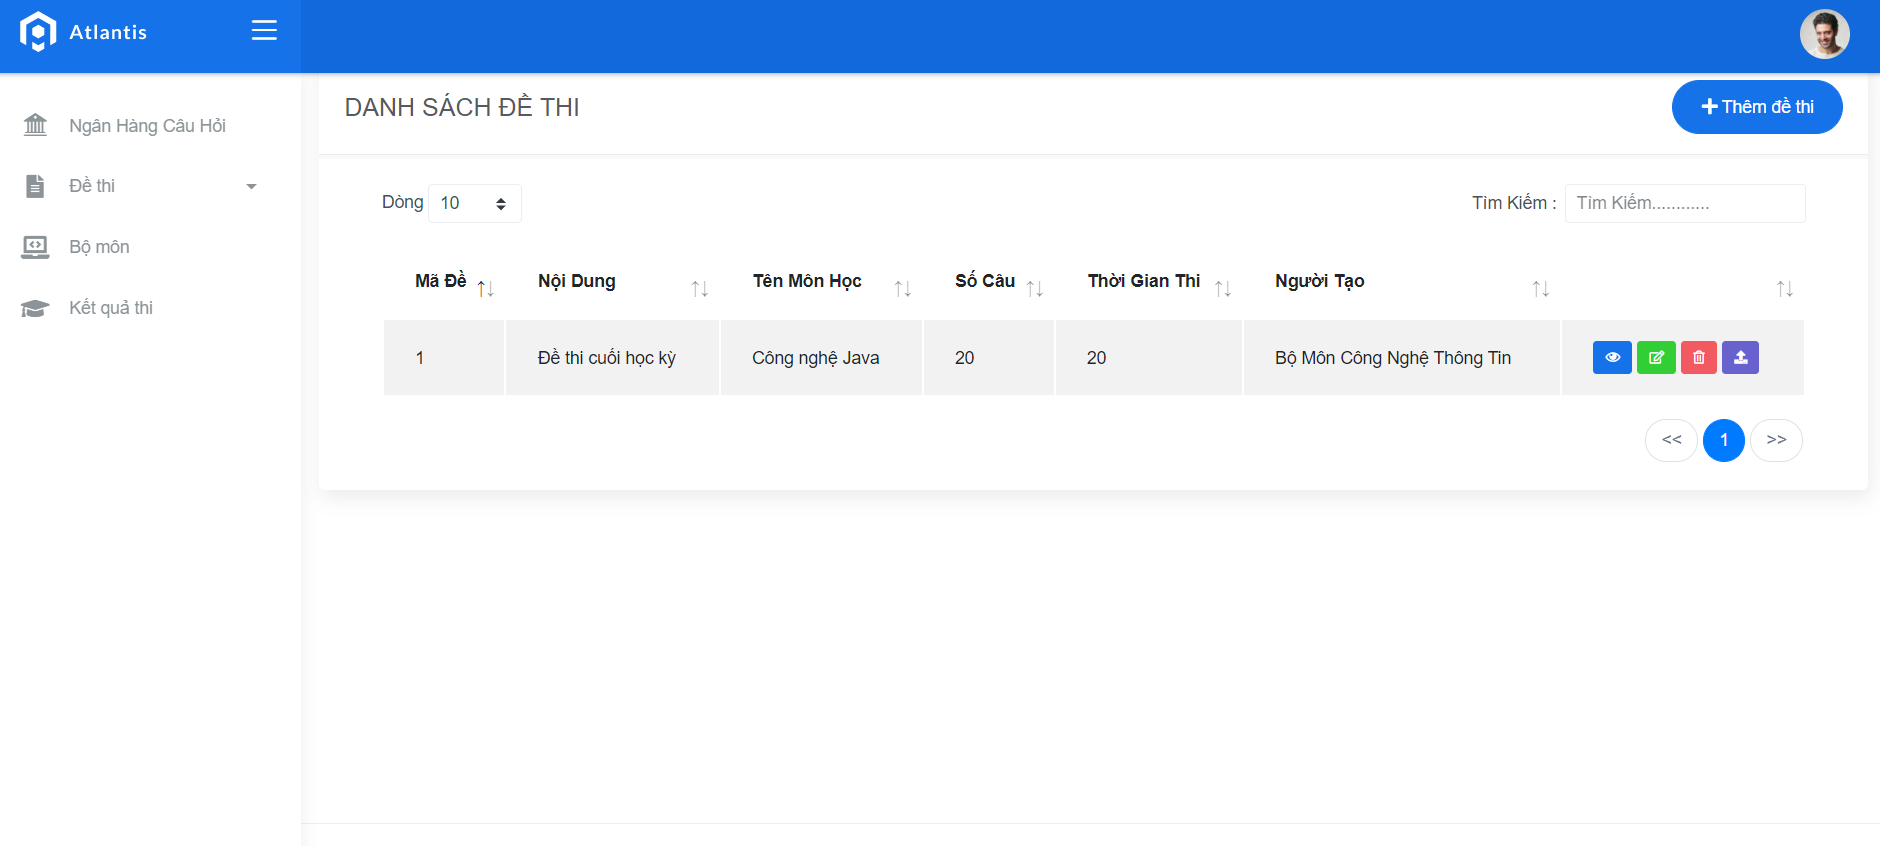 Atlantis
Ngân Hàng Câu Hỏi
Đề thi
Bộ môn
Kết quả thi
DANH SÁCH ĐỀ THI
Thêm đề thi
Dòng 10
Tìm Kiếm : Tìm Kiếm............
Mã Đề Nội Dung Tên Môn Học Số Câu Thời Gian Thi Người Tạo
1 Đề thi cuối học kỳ Công nghệ Java 20 20 Bộ Môn Công Nghệ Thông Tin
<< 1 >>